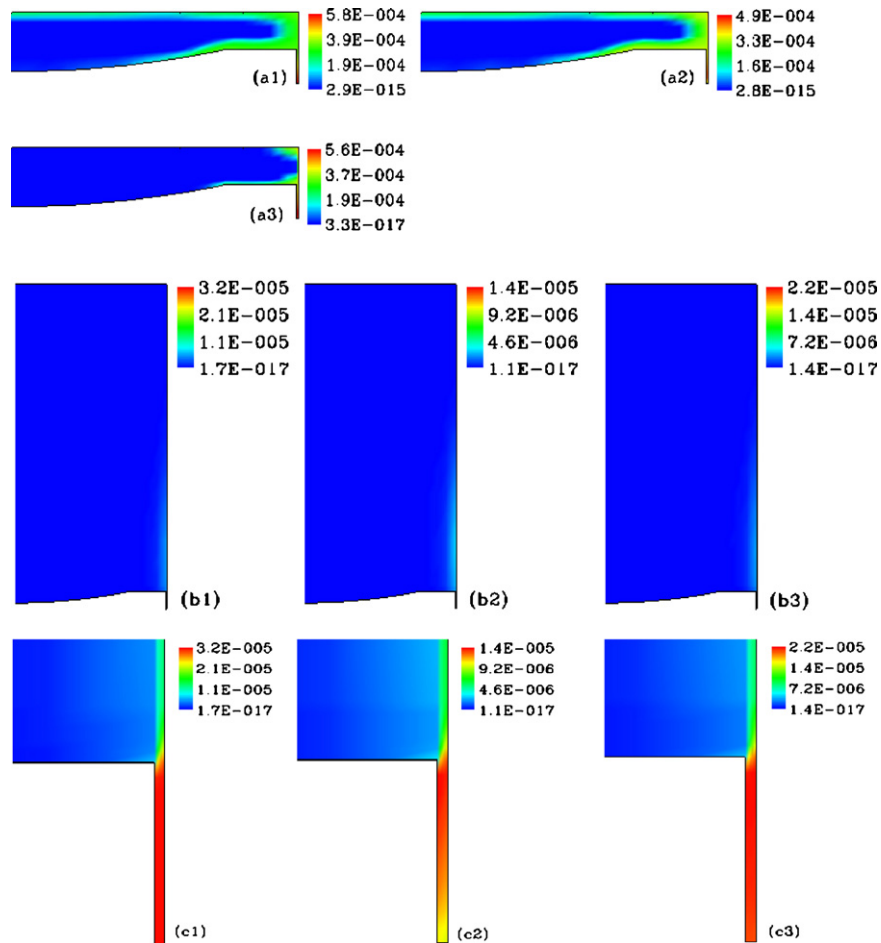 5.8E-004
3.9E-004
1.9E-004
2.9E-015
(a1)
4.9E-004
3.3E-004
1.6E-004
2.8E-015
(a2)
5.6E-004
3.7E-004
1.9E-004
3.3E-017
(a3)
3.2E-005
2.1E-005
1.1E-005
1.7E-017
(b1)
1.4E-005
9.2E-006
4.6E-006
1.1E-017
(b2)
2.2E-005
1.4E-005
7.2E-006
1.4E-017
(b3)
3.2E-005
2.1E-005
1.1E-005
1.7E-017
(c1)
1.4E-005
9.2E-006
4.6E-006
1.1E-017
(c2)
2.2E-005
1.4E-005
7.2E-006
1.4E-017
(c3)